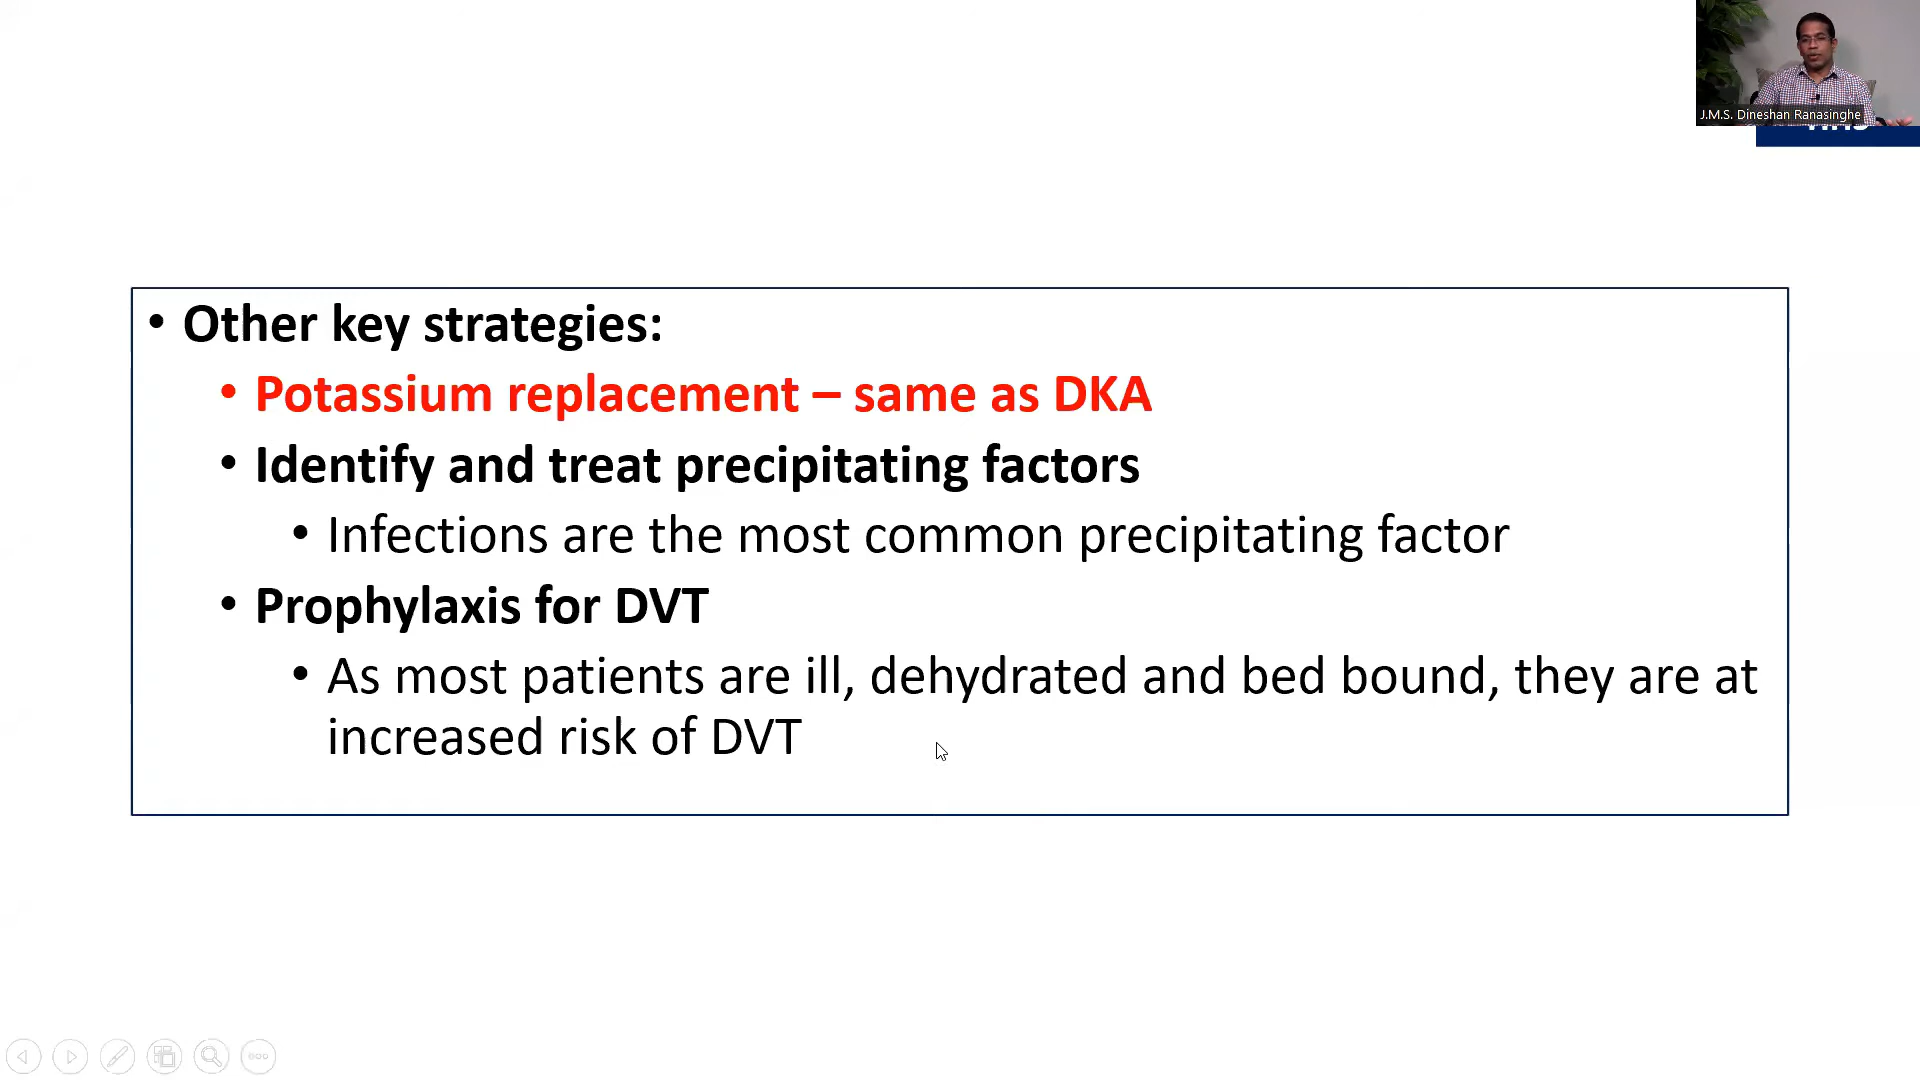 J.M.S. Dineshan Ranasinghe
• Other key strategies:
• Potassium replacement – same as DKA
• Identify and treat precipitating factors
• Infections are the most common precipitating factor
• Prophylaxis for DVT
• As most patients are ill, dehydrated and bed bound, they are at
increased risk of DVT